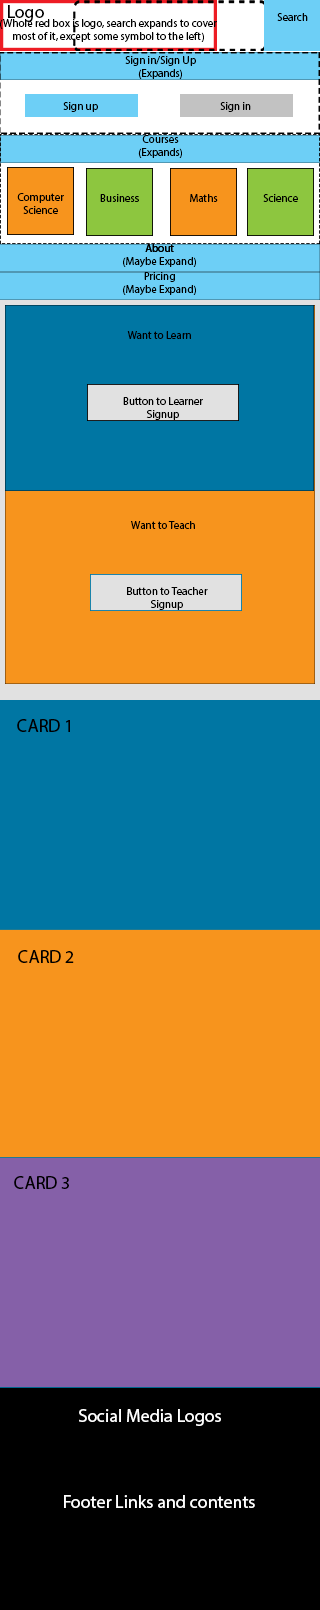 Logo
(Whole red box is logo, search expands to cover
most of it, except some symbol to the left)
Search
Sign in/Sign Up
(Expands)
Sign up
Sign in
Courses
(Expands)
Computer
Science
Business
Maths
Science
About
(Maybe Expand)
Pricing
(Maybe Expand)
Want to Learn
Button to Learner
Signup
Want to Teach
Button to Teacher
Signup
CARD 1
CARD 2
CARD 3
Social Media Logos
Footer Links and contents